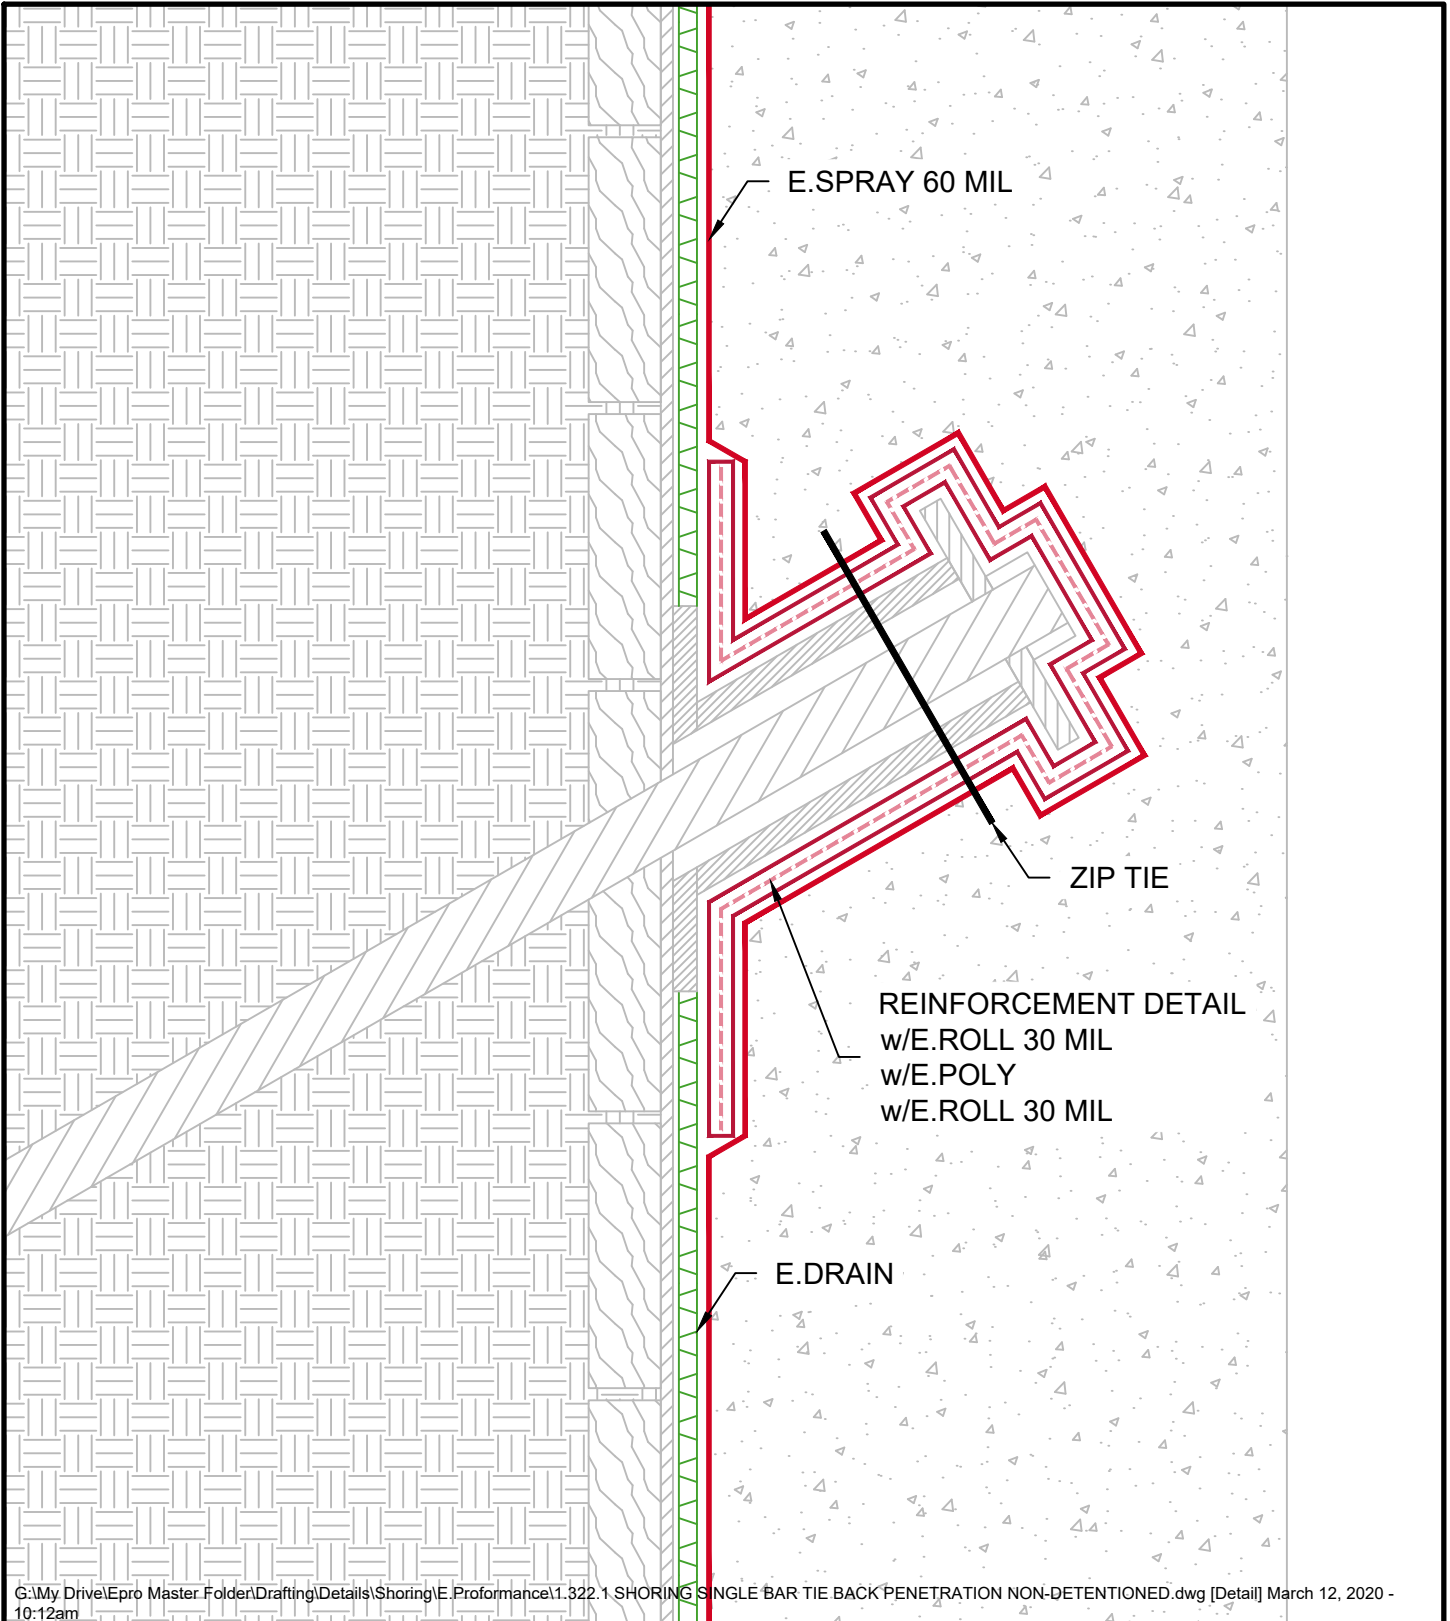 E.SPRAY 60 MIL
ZIP TIE
REINFORCEMENT DETAIL
w/E.ROLL 30 MIL
w/E.POLY
w/E.ROLL 30 MIL
E.DRAIN
G:\My Drive\Epro Master Folder\Drafting\Details\Shoring\E.Proformance\1.322.1 SHORING SINGLE BAR TIE BACK PENETRATION NON-DETENTIONED.dwg [Detail] March 12, 2020 -
10:12am